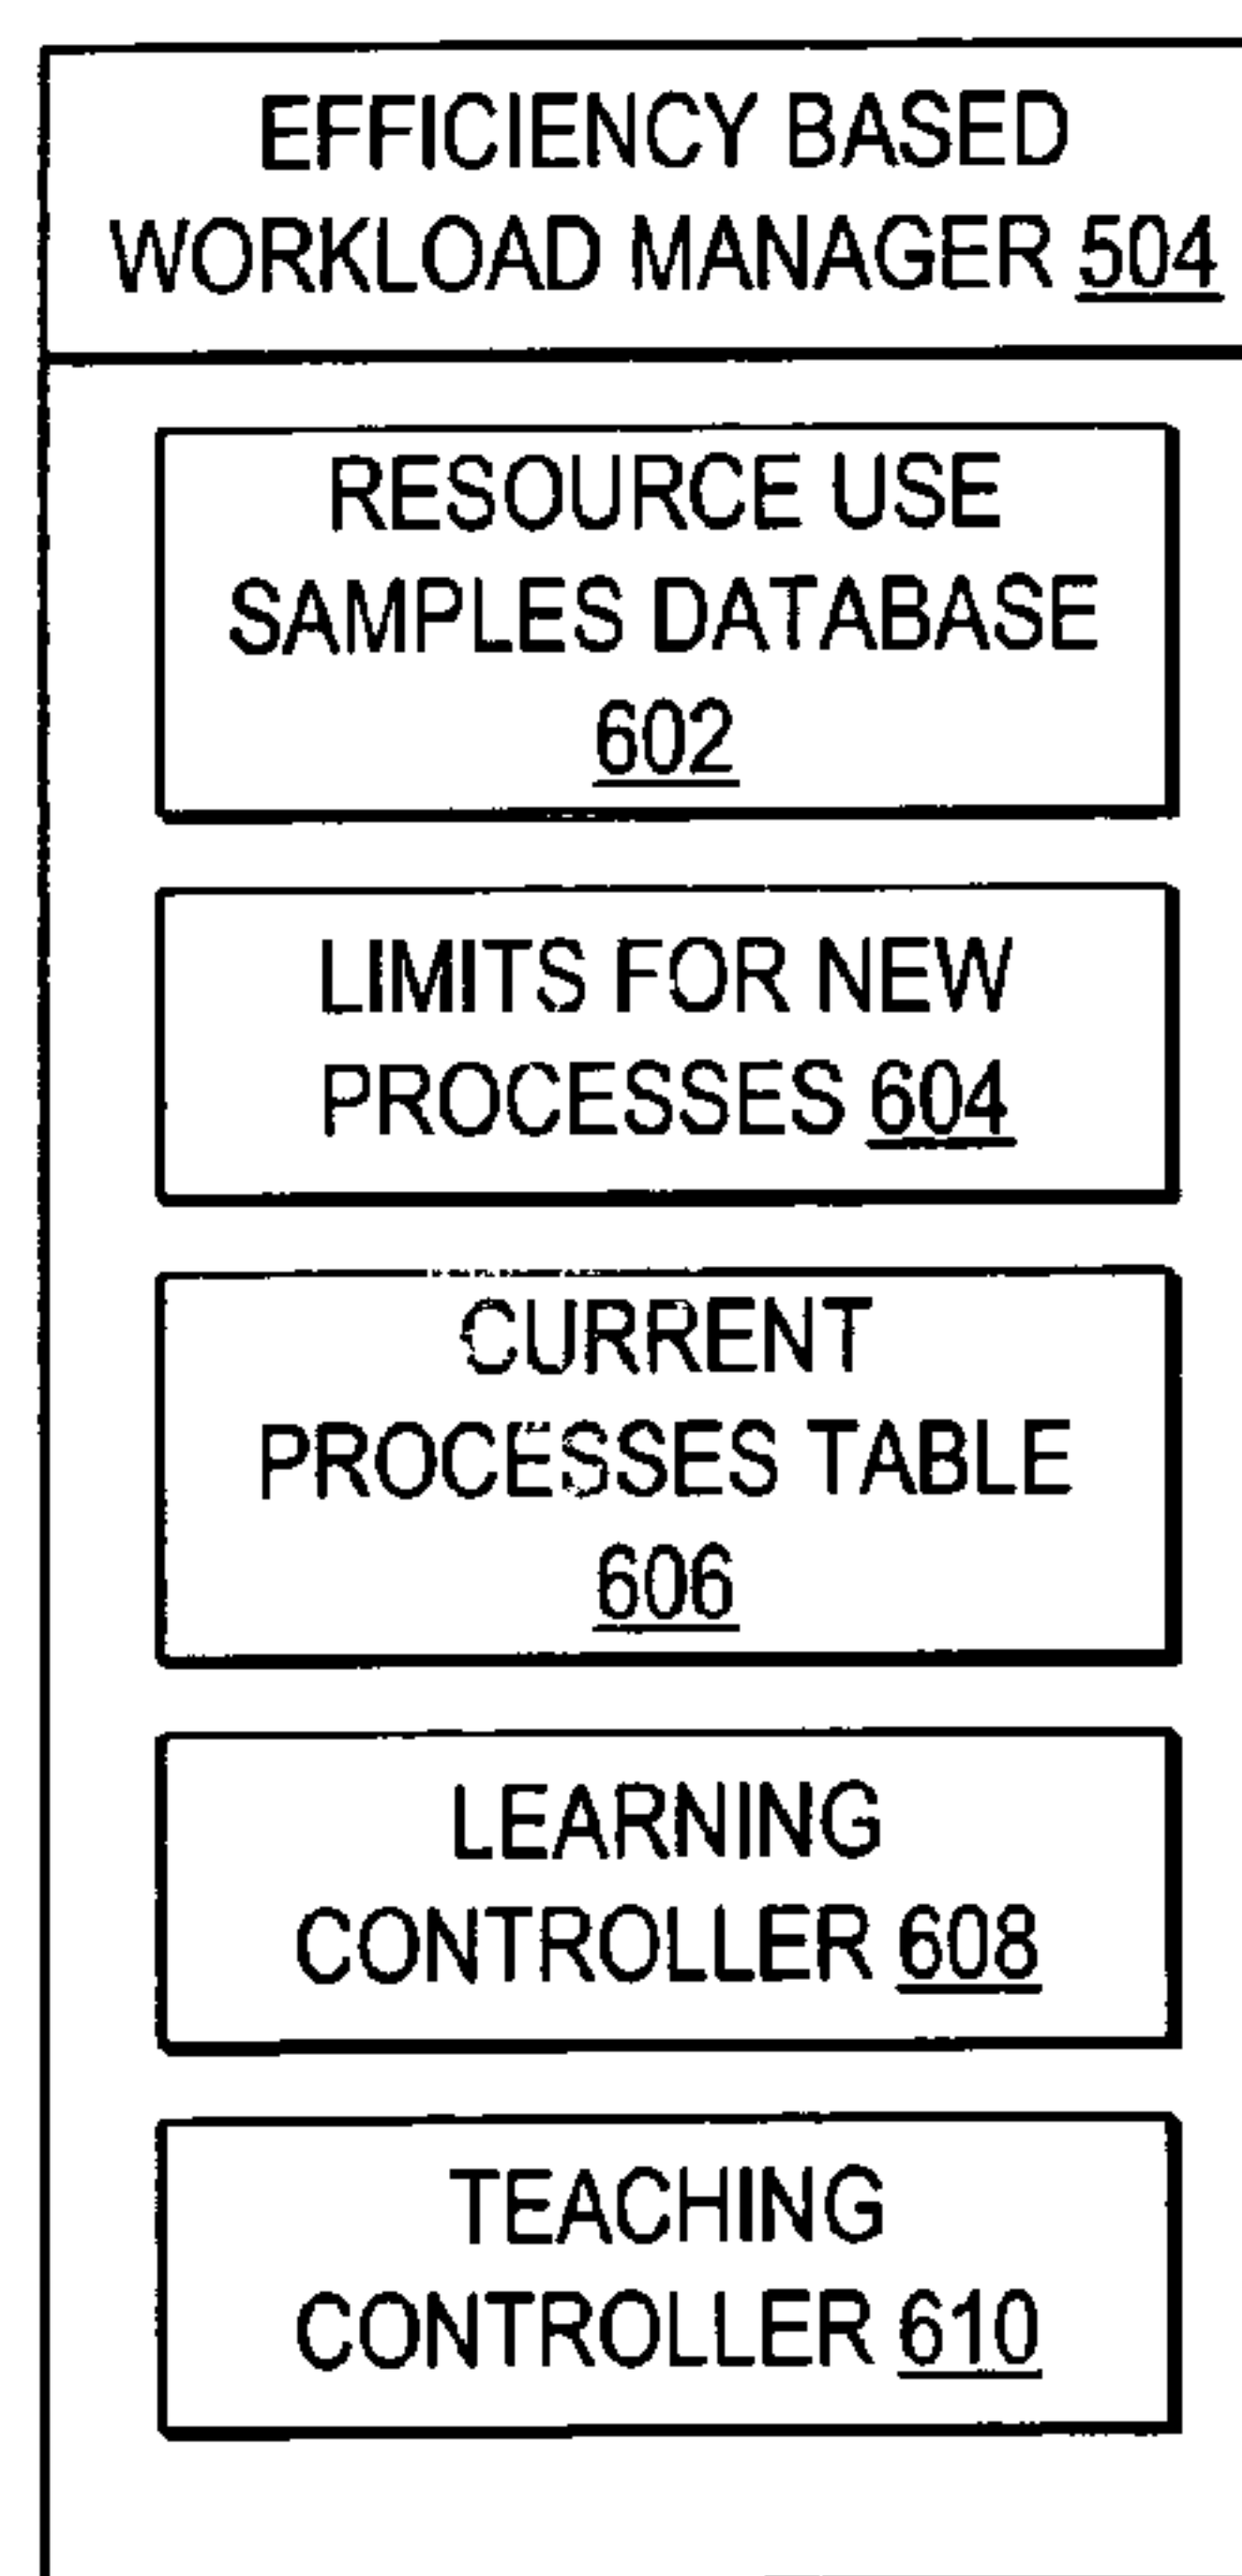 EFFICIENCY BASED
WORKLOAD MANAGER 504
RESOURCE USE
SAMPLES DATABASE
602
LIMITS FOR NEW
PROCESSES 604
CURRENT
PROCESSES TABLE
606
LEARNING
CONTROLLER 608
TEACHING
CONTROLLER 610